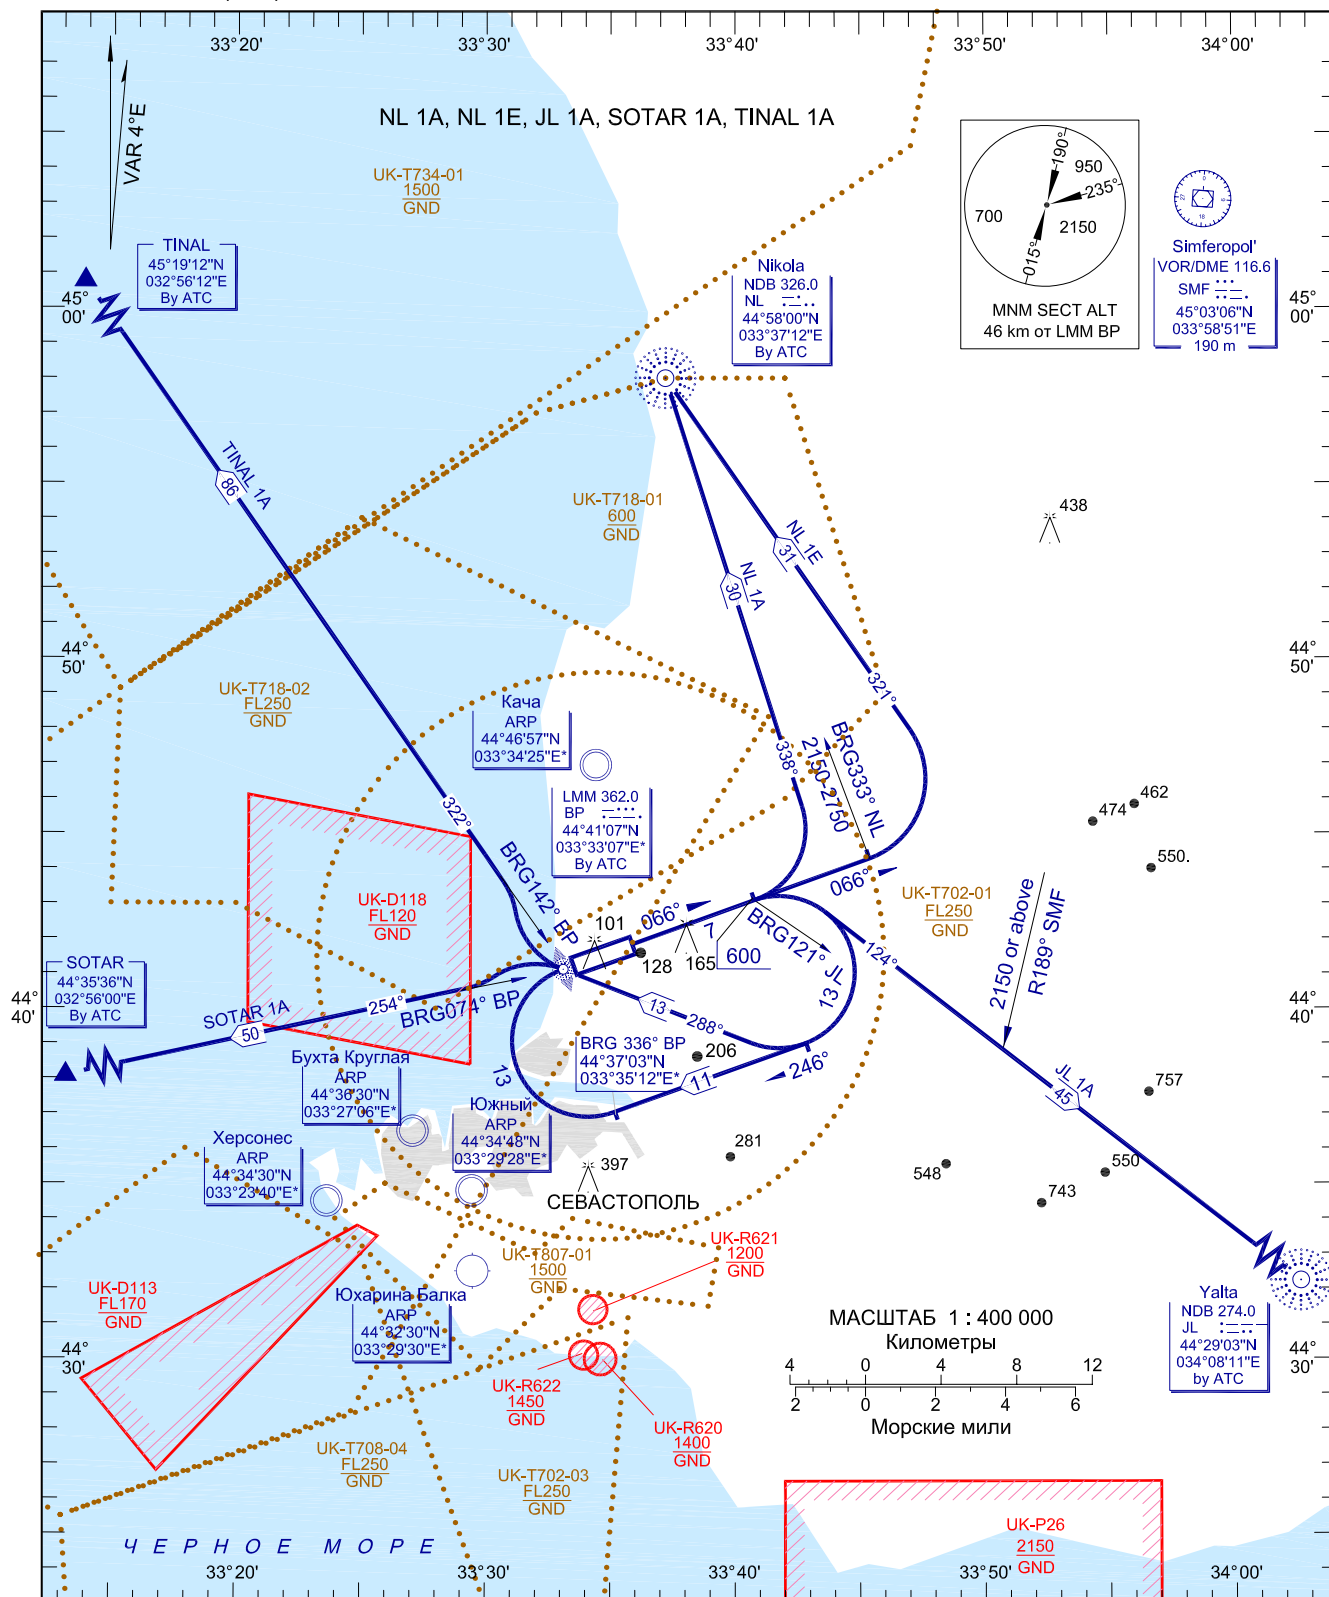 33°20'
33°30'
33°40'
33°50'
34°00'
VAR 4°E
NL 1A, NL 1E, JL 1A, SOTAR 1A, TINAL 1A
UK-T734-01
1500
GND
190°
950
235°
700
2150
015°
MNM SECT ALT
46 km от LMM BP
Simferopol'
VOR/DME 116.6
SMF
45°03'06"N
033°58'51"E
190 m
TINAL
45°19'12"N
032°56'12"E
By ATC
Nikola
NDB 326.0
NL
44°58'00"N
033°37'12"E
By ATC
45°
00'
45°
00'
TINAL 1A
86
UK-T718-01
600
GND
438
NL 1E
31
NL 1A
30
44°
50'
44°
50'
UK-T718-02
FL250
GND
321°
Кача
ARP
44°46'57"N
033°34'25"E*
338°
2150-2750
BRG333° NL
LMM 362.0
BP
44°41'07"N
033°33'07"E*
By ATC
322°
BRG142° BP
462
474
550.
UK-D118
FL120
GND
066°
066°
UK-T702-01
FL250
GND
101
128
165
7
600
BRG121° JL
124°
2150 or above
R189° SMF
SOTAR
44°35'36"N
032°56'00"E
By ATC
44°
40'
44°
40'
SOTAR 1A
50
254°
BRG074° BP
13
288°
13
BRG 336° BP
44°37'03"N
033°35'12"E*
206
246°
11
13
JL 1A
45
757
Бухта Круглая
ARP
44°36'30"N
033°27'06"E*
Южный
ARP
44°34'48"N
033°29'28"E*
Херсонес
ARP
44°34'30"N
033°23'40"E*
281
397
548
550
743
СЕВАСТОПОЛЬ
UK-R621
1200
GND
UK-T807-01
1500
GND
UK-D113
FL170
GND
Юхарина Балка
ARP
44°32'30"N
033°29'30"E*
44°
30'
44°
30'
UK-R622
1450
GND
UK-R620
1400
GND
МАСШТАБ 1 : 400 000
Километры
4 0 4 8 12
2 0 2 4 6
Морские мили
Yalta
NDB 274.0
JL
44°29'03"N
034°08'11"E
by ATC
UK-T708-04
FL250
GND
UK-T702-03
FL250
GND
UK-P26
2150
GND
ЧЕРНОЕ МОРЕ
33°20'
33°30'
33°40'
33°50'
34°00'